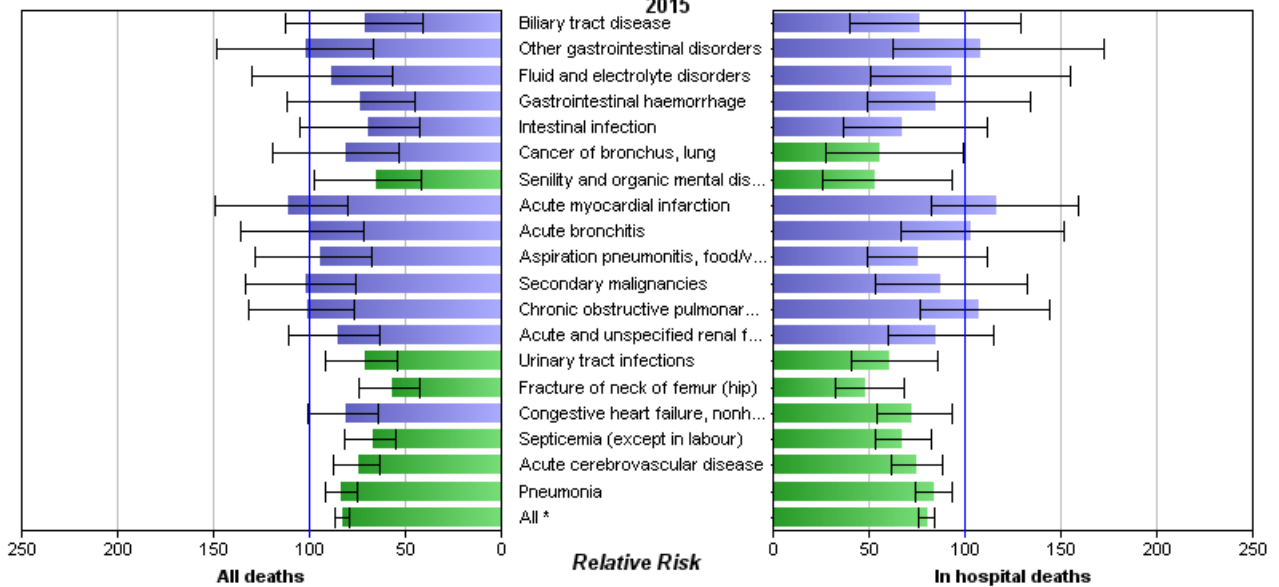 2015
Biliary tract disease
Other gastrointestinal disorders
Fluid and electrolyte disorders
Gastrointestinal haemorrhage
Intestinal infection
Cancer of bronchus, lung
Senility and organic mental dis...
Acute myocardial infarction
Acute bronchitis
Aspiration pneumonitis, food/v...
Secondary malignancies
Chronic obstructive pulmonar...
Acute and unspecified renal f...
Urinary tract infections
Fracture of neck of femur (hip)
Congestive heart failure, nonh...
Septicemia (except in labour)
Acute cerebrovascular disease
Pneumonia
All *
250 200 150 100 50 0 0 50 100 150 200 250
All deaths Relative Risk In hospital deaths